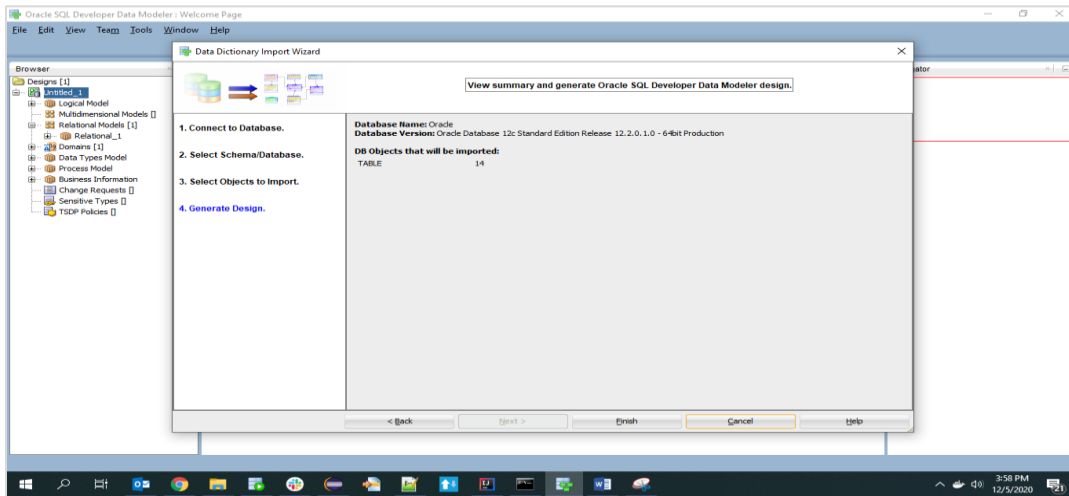 Oracle SQL Developer Data Modeler : Welcome Page
File Edit View Team Tools Window Help
Data Dictionary Import Wizard
Browser
Designs [1]
Untitled_1
Logical Model
Multidimensional Models []
Relational Models [1]
Relational_1
Domains [1]
Data Types Model
Process Model
Business Information
Change Requests []
Sensitive Types []
TSDP Policies []
View summary and generate Oracle SQL Developer Data Modeler design.
1. Connect to Database.
2. Select Schema/Database.
3. Select Objects to Import.
4. Generate Design.
Database Name: Oracle
Database Version: Oracle Database 12c Standard Edition Release 12.2.0.1.0 - 64bit Production
DB Objects that will be imported:
TABLE 14
ator
< Back Next > Finish Cancel Help
3:58 PM
12/5/2020